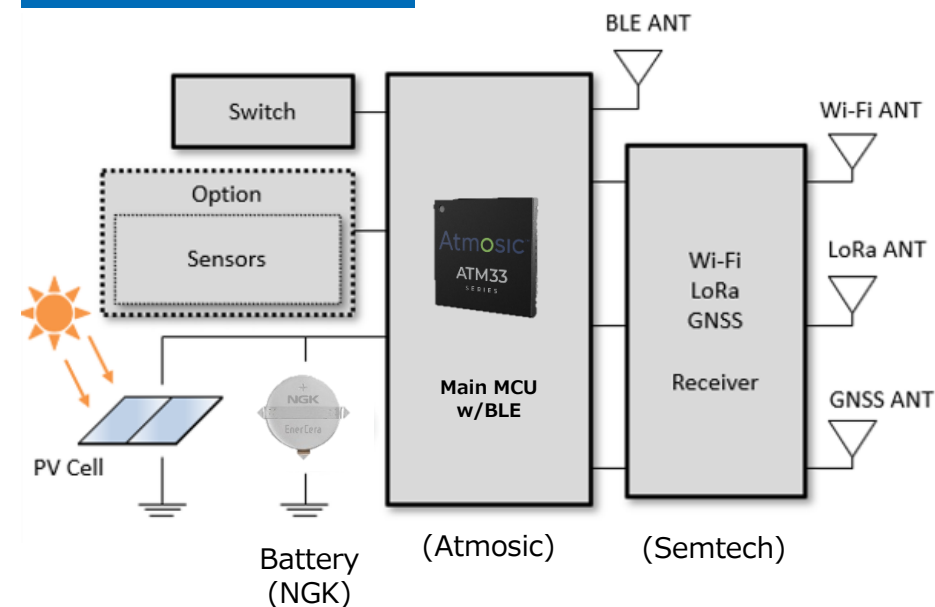 BLE ANT
Switch
Wi-Fi ANT
Option
Sensors
Atmosic
ATM33
SERIES
Wi-Fi
LoRa
GNSS
Receiver
LoRa ANT
Main MCU
w/BLE
+
NGK
EnerCera
GNSS ANT
PV Cell
Battery
(NGK)
(Atmosic)
(Semtech)